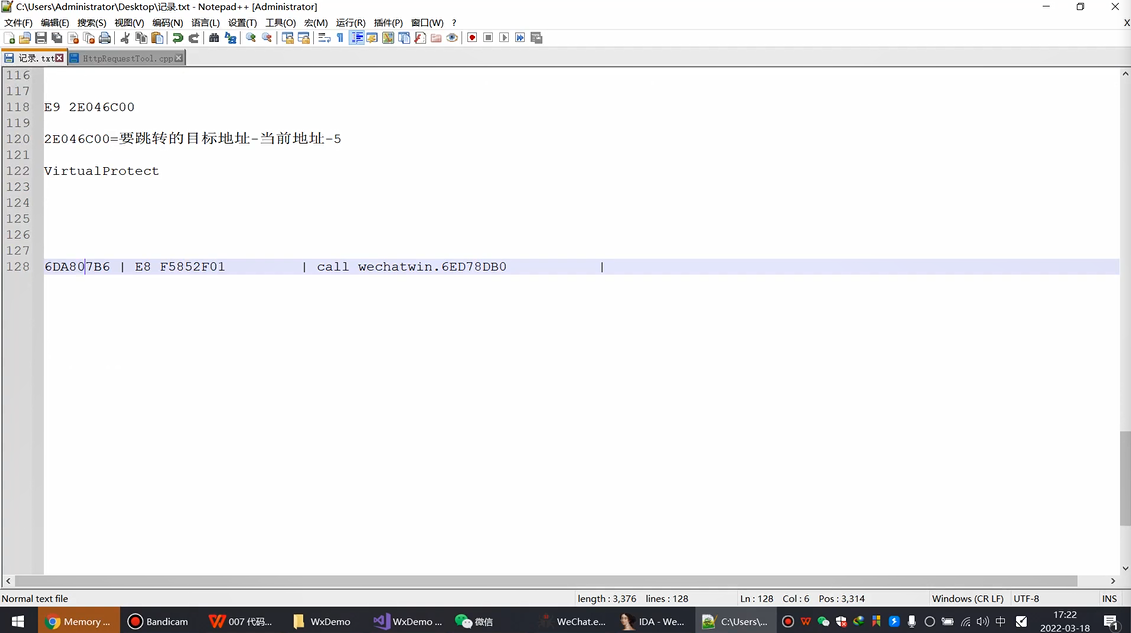 C:\Users\Administrator\Desktop\记录.txt - Notepad++ [Administrator]
文件(F) 编辑(E) 搜索(S) 视图(V) 编码(N) 语言(L) 设置(T) 工具(O) 宏(M) 运行(R) 插件(P) 窗口(W) ?
X
记录.txt HttpRequestTool.cpp
116
117
118 E9 2E046C00
119
120 2E046C00=要跳转的目标地址-当前地址-5
121
122 VirtualProtect
123
124
125
126
127
128 6DA807B6 | E8 F5852F01 | call wechatwin.6ED78DB0 |
Normal text file length : 3,376 lines : 128 Ln : 128 Col : 6 Pos : 3,314 Windows (CR LF) UTF-8 INS
Memory ... Bandicam 007 代码... WxDemo WxDemo ... 微信 WeChat.e... IDA - We... C:\Users\... 中 17:22
2022-03-18 1